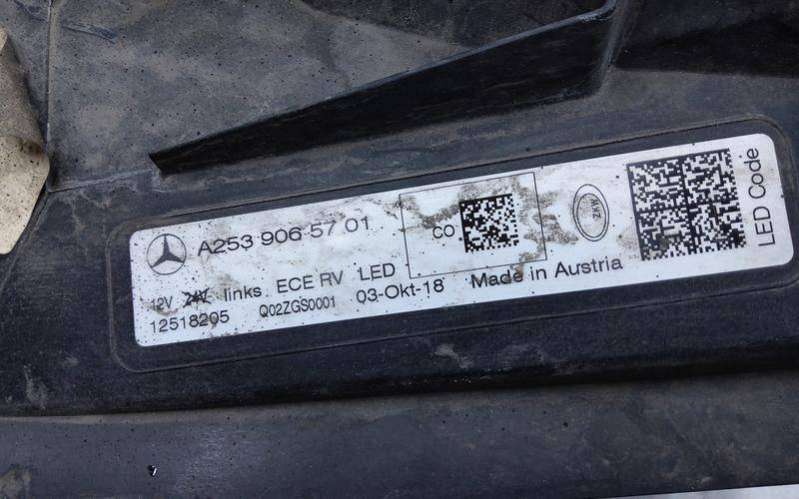 A253 906 57 01
CO
ZKW
12V 24V links ECE RV LED
12518205 Q02ZGS0001 03-Okt-18 Made in Austria
LED Code